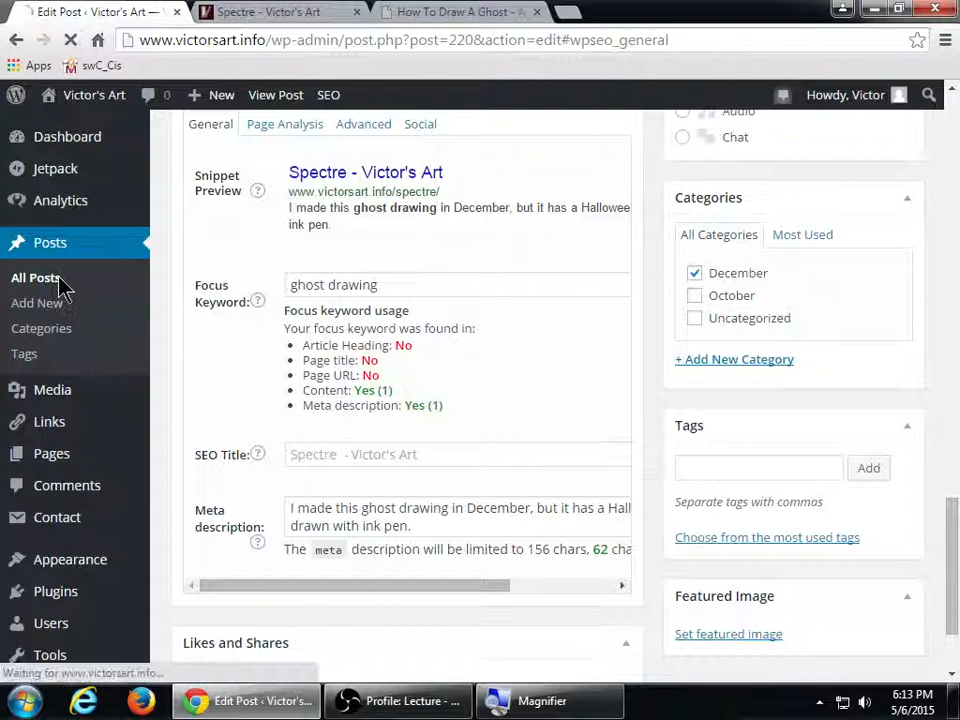 Edit Post ‹ Victor's Art —
Spectre - Victor's Art
How To Draw A Ghost - A
www.victorsart.info/wp-admin/post.php?post=220&action=edit#wpseo_general
Apps
swC_Cis
Victor's Art
0
New
View Post
SEO
Howdy, Victor
Dashboard
Jetpack
Analytics
Posts
All Posts
Add New
Categories
Tags
Media
Links
Pages
Comments
Contact
Appearance
Plugins
Users
Tools
General
Page Analysis
Advanced
Social
Snippet
Preview
?
Spectre - Victor's Art
www.victorsart.info/spectre/
I made this ghost drawing in December, but it has a Hallowee
ink pen.
Focus
Keyword:
?
ghost drawing
Focus keyword usage
Your focus keyword was found in:
Article Heading: No
Page title: No
Page URL: No
Content: Yes (1)
Meta description: Yes (1)
SEO Title:
?
Spectre - Victor's Art
Meta
description:
?
I made this ghost drawing in December, but it has a Hall
drawn with ink pen.
The meta description will be limited to 156 chars, 62 cha
Likes and Shares
Audio
Chat
Categories
All Categories
Most Used
December
October
Uncategorized
+ Add New Category
Tags
Add
Separate tags with commas
Choose from the most used tags
Featured Image
Set featured image
Waiting for www.victorsart.info...
Edit Post ‹ Victor's...
Profile: Lecture - ...
Magnifier
6:13 PM
5/6/2015